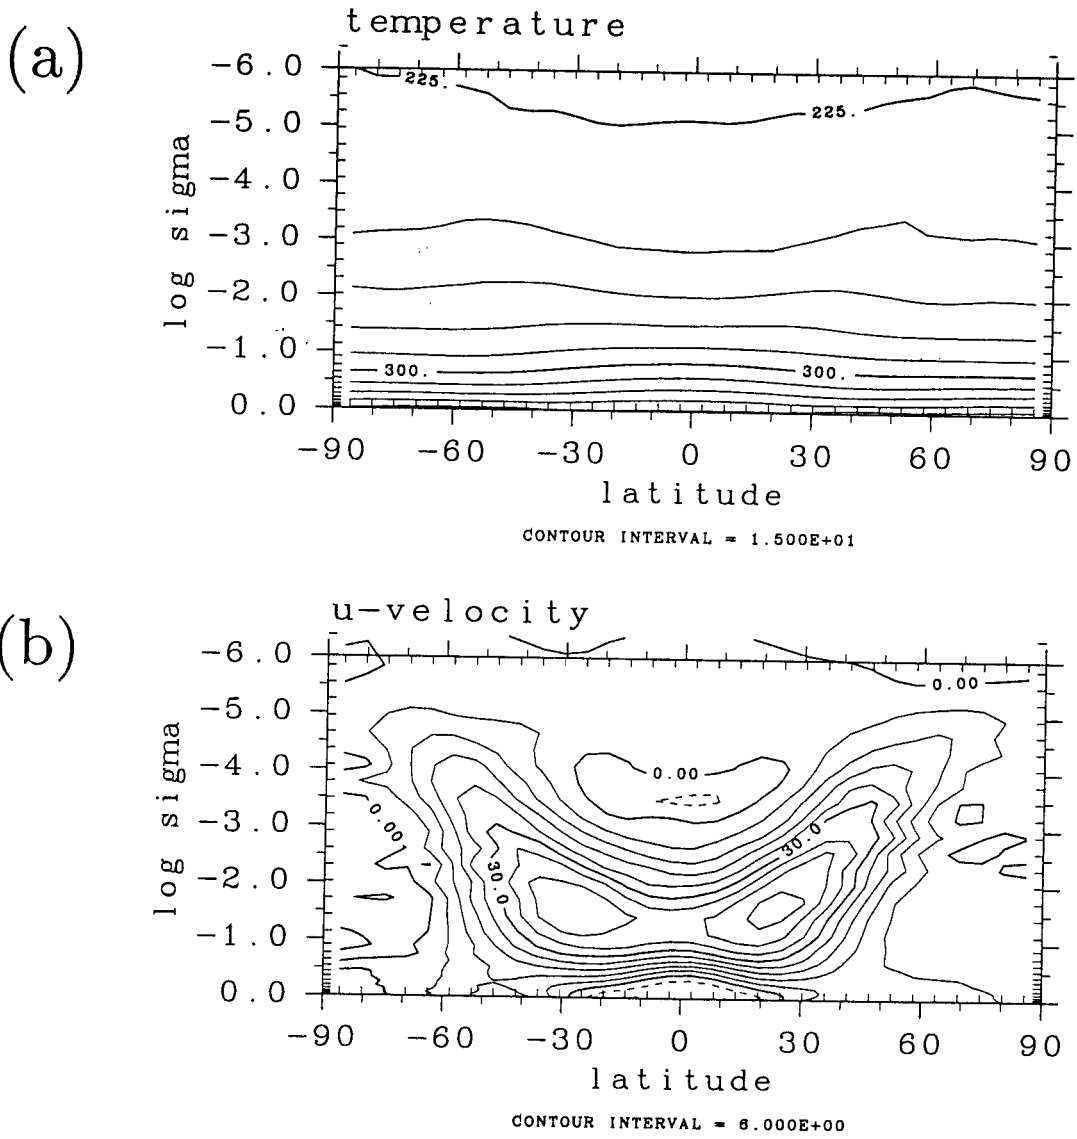 (a)
temperature
-6.0
-5.0
-4.0
-3.0
-2.0
-1.0
0.0
log sigma
225.
225.
300.
300.
-90 -60 -30 0 30 60 90
latitude
CONTOUR INTERVAL = 1.500E+01
(b)
u-velocity
-6.0
-5.0
-4.0
-3.0
-2.0
-1.0
0.0
log sigma
0.00
0.00
0.00
30.0
30.0
-90 -60 -30 0 30 60 90
latitude
CONTOUR INTERVAL = 6.000E+00